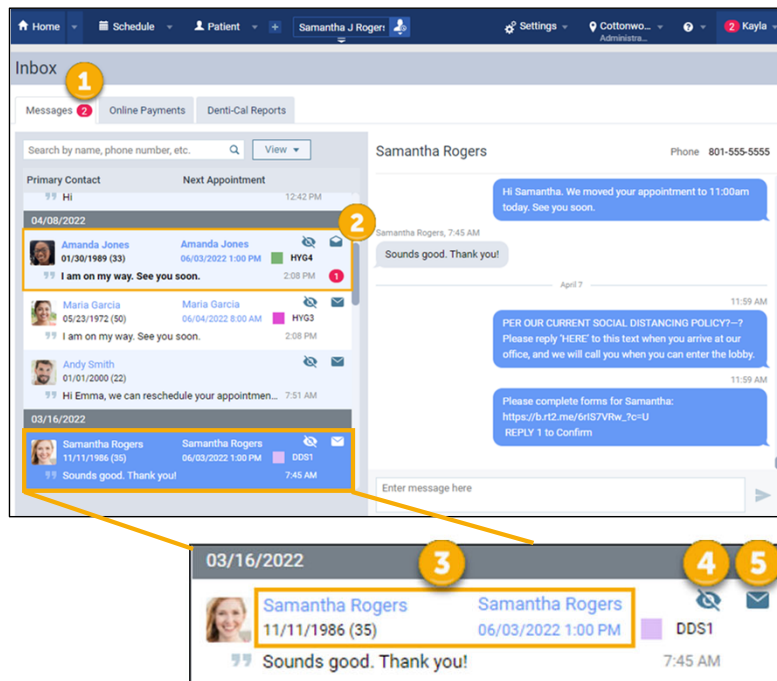 Home Schedule Patient + Samantha J Roger: Settings Cottonwo... ? 2 Kayla
Administra...
Inbox
1
Messages 2 Online Payments Denti-Cal Reports
Search by name, phone number, etc. View
Primary Contact Next Appointment
Hi 12:42 PM
04/08/2022
2
Amanda Jones Amanda Jones
01/30/1989 (33) 06/03/2022 1:00 PM HYG4
I am on my way. See you soon. 2:08 PM 1
Maria Garcia Maria Garcia
05/23/1972 (50) 06/04/2022 8:00 AM HYG3
I am on my way. See you soon. 2:08 PM
Andy Smith
01/01/2000 (22)
Hi Emma, we can reschedule your appointmen... 7:51 AM
03/16/2022
Samantha Rogers Samantha Rogers
11/11/1986 (35) 06/03/2022 1:00 PM DDS1
Sounds good. Thank you! 7:45 AM
Samantha Rogers Phone 801-555-5555
Hi Samantha. We moved your appointment to 11:00am
today. See you soon.
Samantha Rogers, 7:45 AM
Sounds good. Thank you!
April 7
11:59 AM
PER OUR CURRENT SOCIAL DISTANCING POLICY?—?
Please reply 'HERE' to this text when you arrive at our
office, and we will call you when you can enter the lobby.
11:59 AM
Please complete forms for Samantha:
https://b.rt2.me/6rIS7VRw_?c=U
REPLY 1 to Confirm
Enter message here
03/16/2022 3 4 5
Samantha Rogers Samantha Rogers
11/11/1986 (35) 06/03/2022 1:00 PM DDS1
Sounds good. Thank you! 7:45 AM